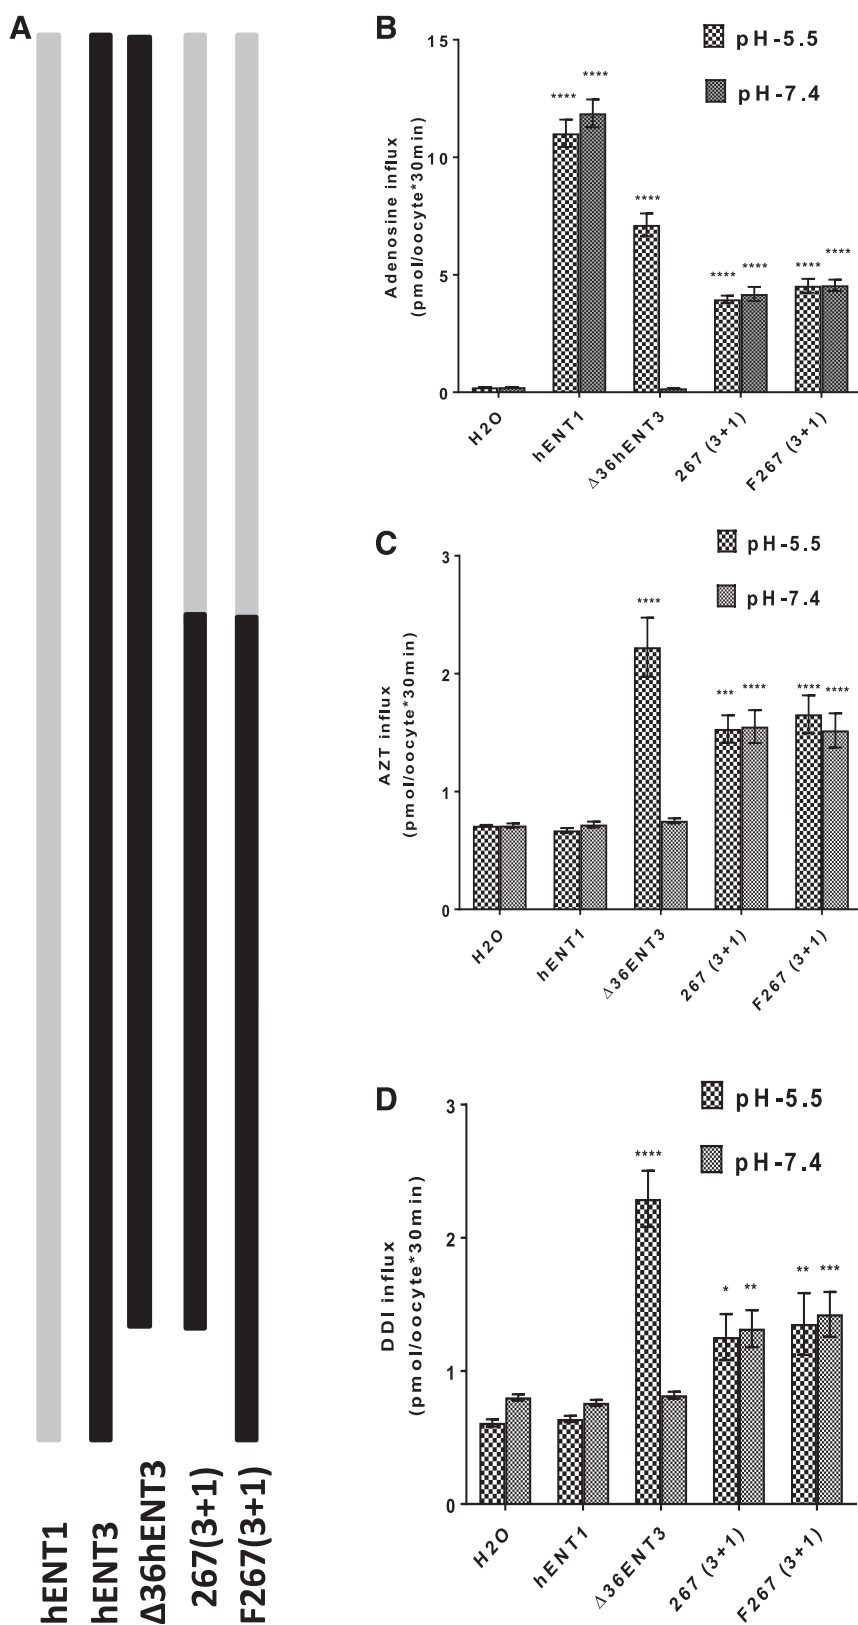 A
hENT1
hENT3
Δ36hENT3
267(3+1)
F267(3+1)
B
pH-5.5
pH-7.4
Adenosine influx
(pmol/oocyte*30min)
15
10
5
0
**** ****
****
**** ****
**** ****
H2O
hENT1
Δ36hENT3
267 (3+1)
F267 (3+1)
C
pH-5.5
pH-7.4
AZT influx
(pmol/oocyte*30min)
3
2
1
0
****
*** ****
**** ****
H2O
hENT1
Δ36ENT3
267 (3+1)
F267 (3+1)
D
pH-5.5
pH-7.4
DDI influx
(pmol/oocyte*30min)
3
2
1
0
****
* **
** ***
H2O
hENT1
Δ36ENT3
267 (3+1)
F267 (3+1)